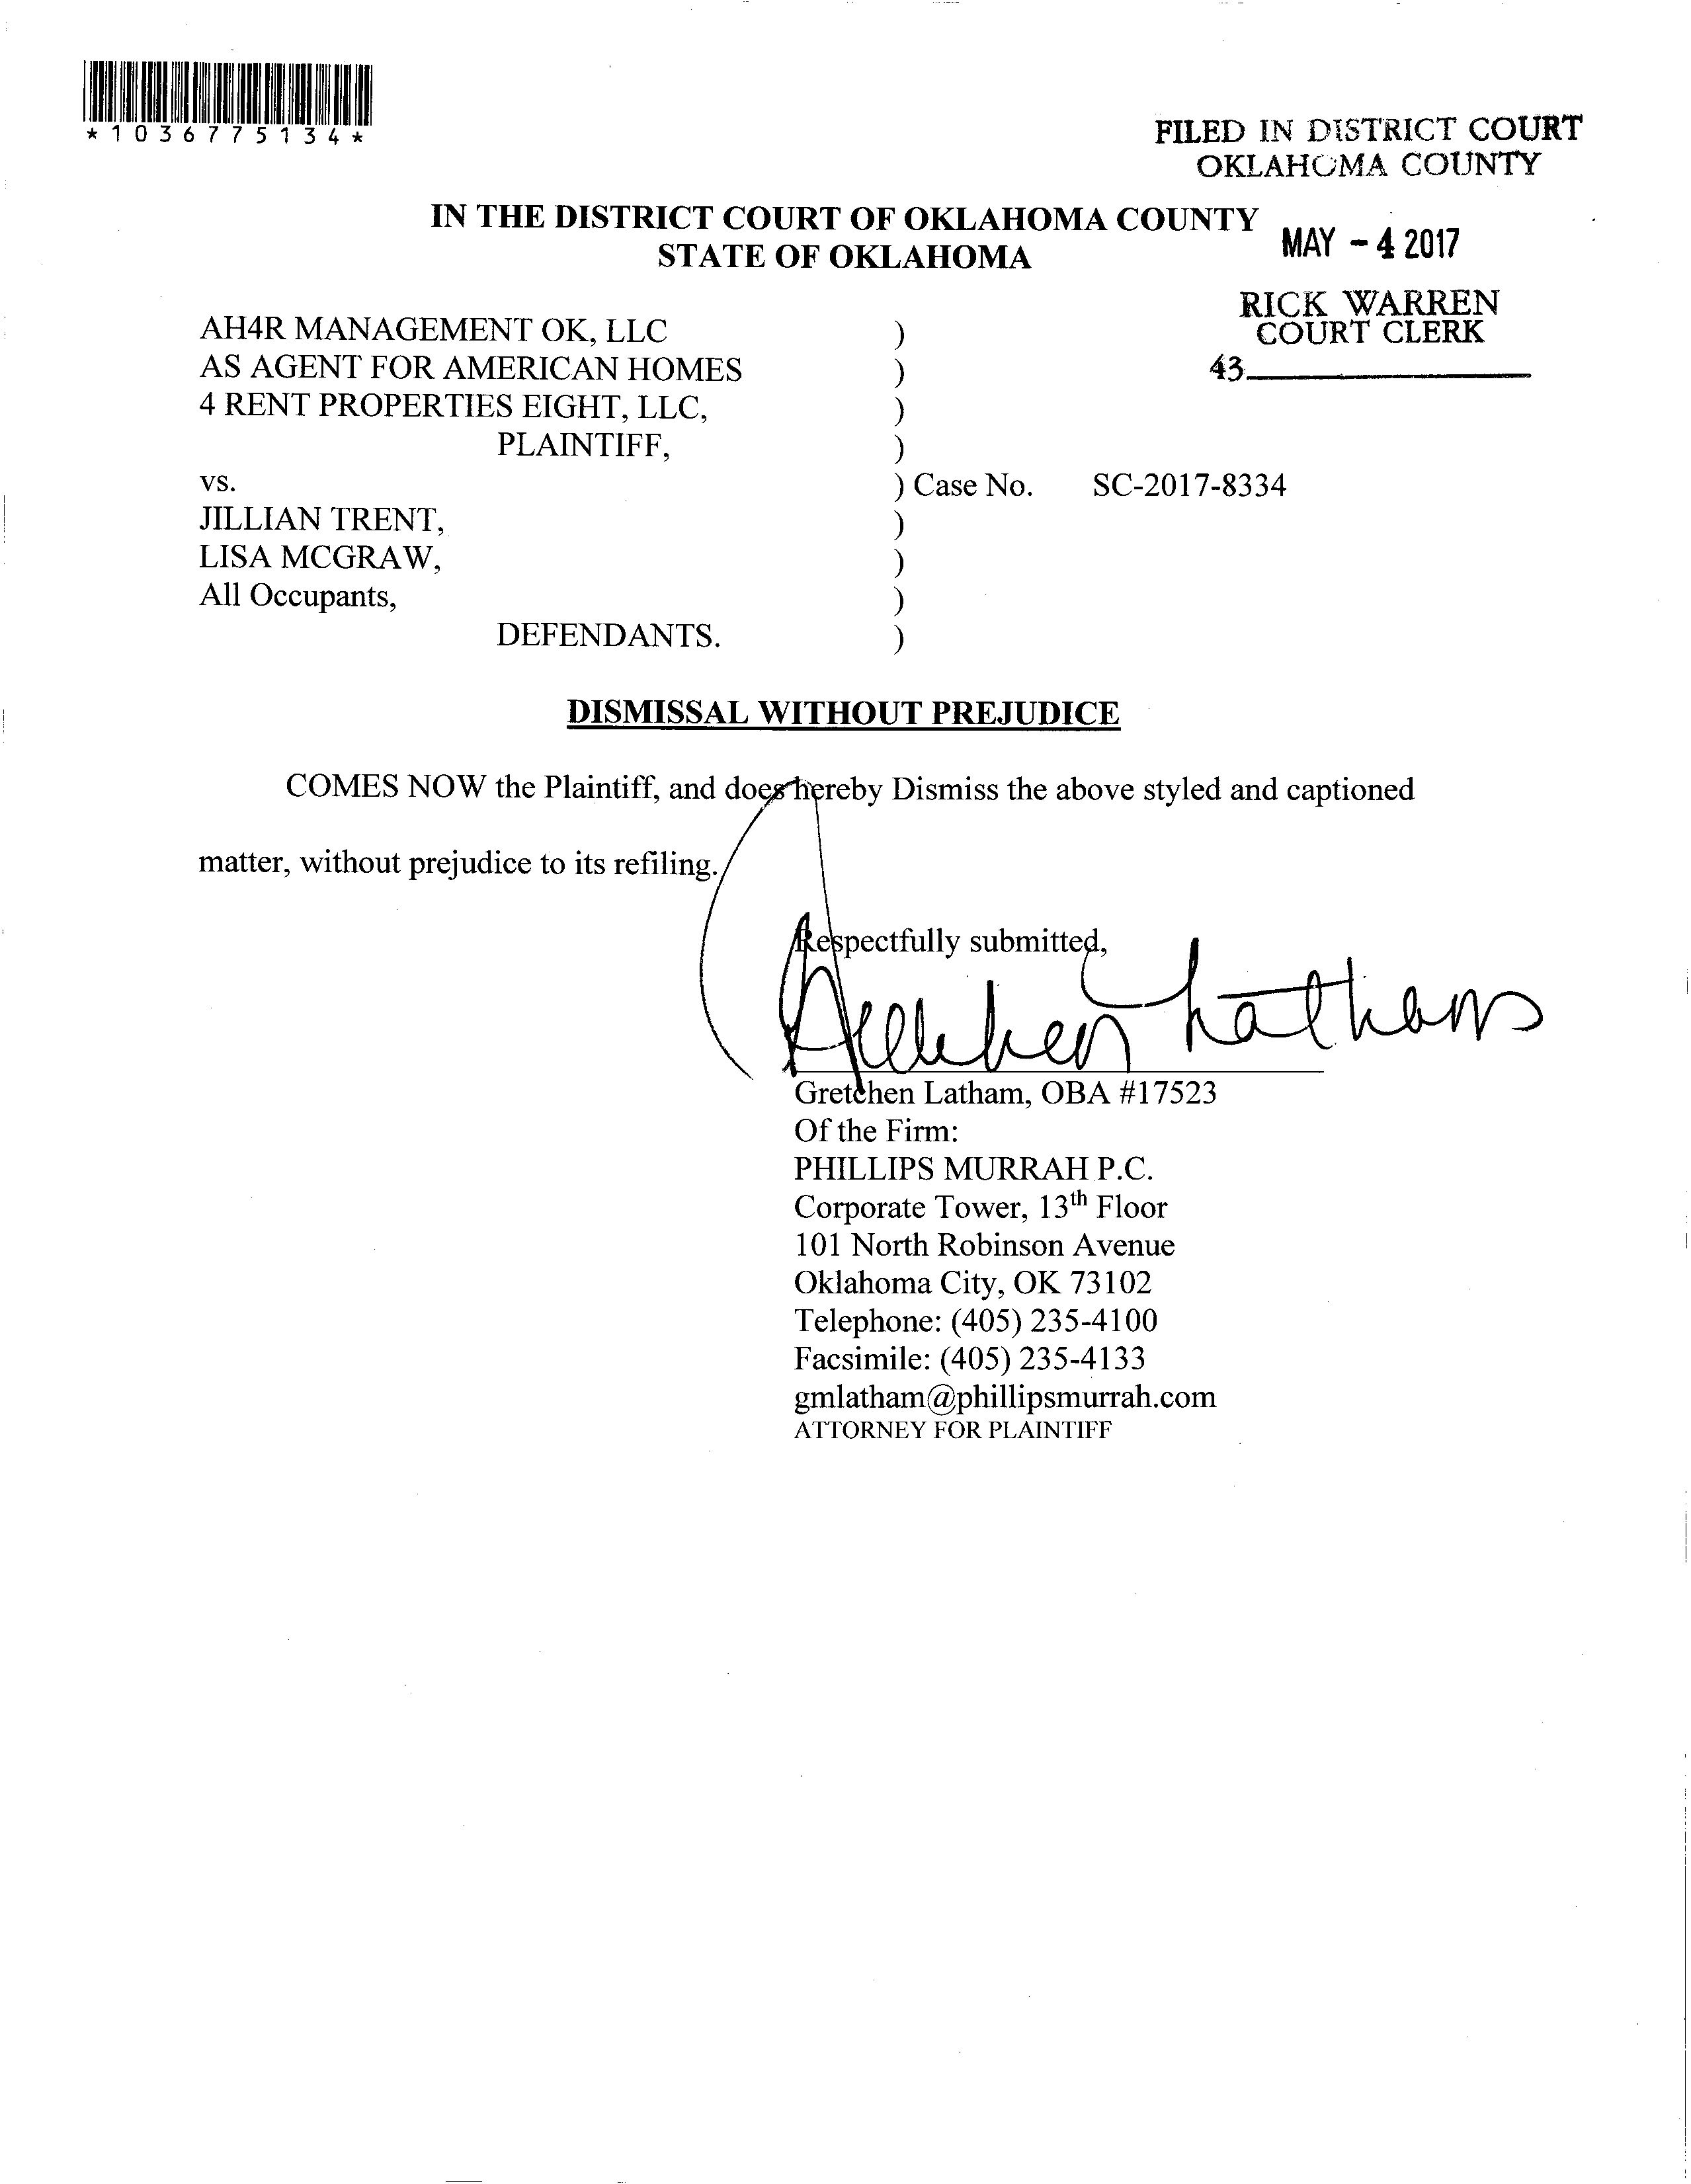 *1036775134*
FILED IN DISTRICT COURT
OKLAHOMA COUNTY
IN THE DISTRICT COURT OF OKLAHOMA COUNTY
STATE OF OKLAHOMA
MAY - 4 2017
RICK WARREN
COURT CLERK
43
AH4R MANAGEMENT OK, LLC )
AS AGENT FOR AMERICAN HOMES )
4 RENT PROPERTIES EIGHT, LLC, )
PLAINTIFF, )
vs. ) Case No. SC-2017-8334
JILLIAN TRENT, )
LISA MCGRAW, )
All Occupants, )
DEFENDANTS. )
DISMISSAL WITHOUT PREJUDICE
COMES NOW the Plaintiff, and does hereby Dismiss the above styled and captioned
matter, without prejudice to its refiling.
Respectfully submitted,
Gretchen Latham
Gretchen Latham, OBA #17523
Of the Firm:
PHILLIPS MURRAH P.C.
Corporate Tower, 13th Floor
101 North Robinson Avenue
Oklahoma City, OK 73102
Telephone: (405) 235-4100
Facsimile: (405) 235-4133
gmlatham@phillipsmurrah.com
ATTORNEY FOR PLAINTIFF